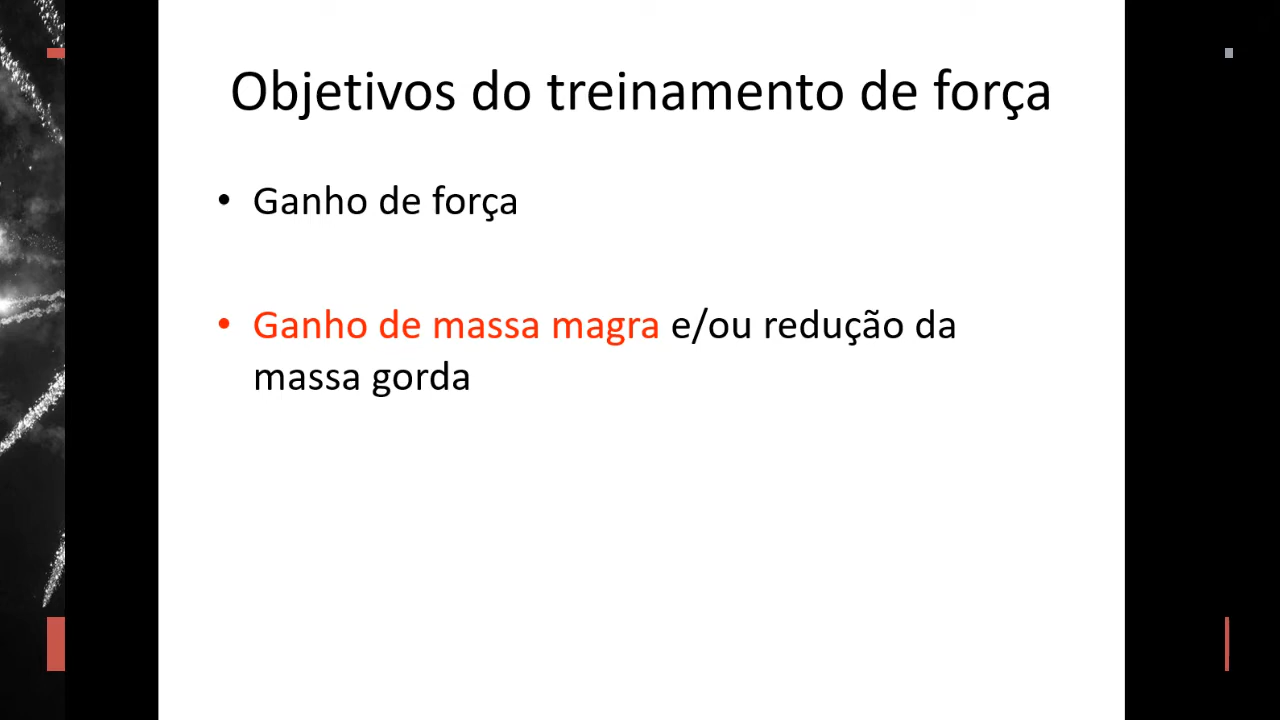 Objetivos do treinamento de força
• Ganho de força
• Ganho de massa magra e/ou redução da
massa gorda